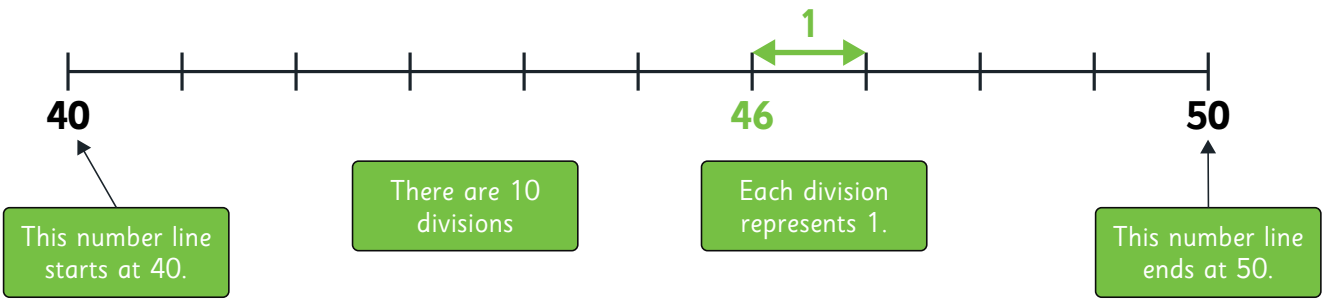 1
40
46
50
There are 10
divisions
Each division
represents 1.
This number line
starts at 40.
This number line
ends at 50.